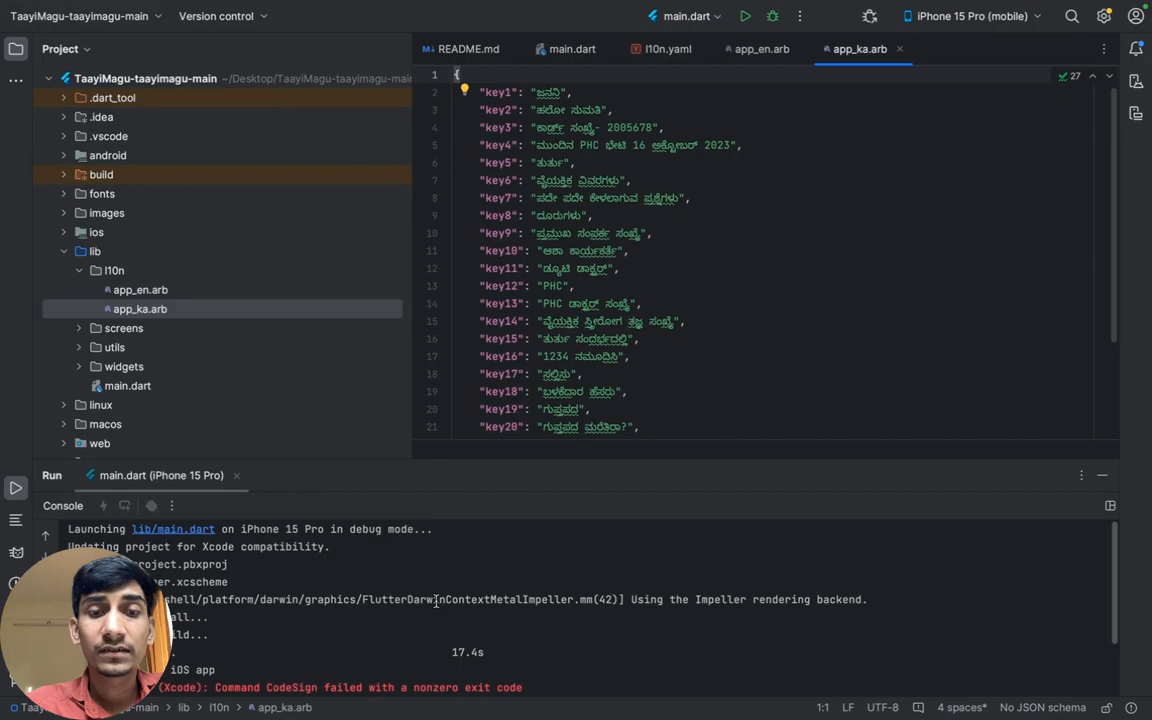 TaayiMagu-taayimagu-main
Version control
main.dart
iPhone 15 Pro (mobile)
Project
README.md
main.dart
l10n.yaml
app_en.arb
app_ka.arb
TaayiMagu-taayimagu-main ~/Desktop/TaayiMagu-taayimagu-main
.dart_tool
.idea
.vscode
android
build
fonts
images
ios
lib
l10n
app_en.arb
app_ka.arb
screens
utils
widgets
main.dart
linux
macos
web
27
1 {
2 "key1": "ಜನನಿ",
3 "key2": "ಹಲೋ ಸುಮತಿ",
4 "key3": "ಕಾರ್ಡ್ ಸಂಖ್ಯೆ- 2005678",
5 "key4": "ಮುಂದಿನ PHC ಭೇಟಿ 16 ಅಕ್ಟೋಬರ್ 2023",
6 "key5": "ತುರ್ತು",
7 "key6": "ವೈಯಕ್ತಿಕ ವಿವರಗಳು",
8 "key7": "ಪದೇ ಪದೇ ಕೇಳಲಾಗುವ ಪ್ರಶ್ನೆಗಳು",
9 "key8": "ದೂರುಗಳು",
10 "key9": "ಪ್ರಮುಖ ಸಂಪರ್ಕ ಸಂಖ್ಯೆ",
11 "key10": "ಆಶಾ ಕಾರ್ಯಕರ್ತೆ",
12 "key11": "ಡ್ಯೂಟಿ ಡಾಕ್ಟರ್",
13 "key12": "PHC",
14 "key13": "PHC ಡಾಕ್ಟರ್ ಸಂಖ್ಯೆ",
15 "key14": "ವೈಯಕ್ತಿಕ ಸ್ತ್ರೀರೋಗ ತಜ್ಞ ಸಂಖ್ಯೆ",
16 "key15": "ತುರ್ತು ಸಂದರ್ಭದಲ್ಲಿ",
17 "key16": "1234 ನಮೂದಿಸಿ",
18 "key17": "ಸಲ್ಲಿಸು",
19 "key18": "ಬಳಕೆದಾರ ಹೆಸರು",
20 "key19": "ಗುಪ್ತಪದ",
21 "key20": "ಗುಪ್ತಪದ ಮರೆತಿರಾ?",
Run
main.dart (iPhone 15 Pro)
Console
Launching lib/main.dart on iPhone 15 Pro in debug mode...
Updating project for Xcode compatibility.
roject.pbxproj
er.xcscheme
shell/platform/darwin/graphics/FlutterDarwinContextMetalImpeller.mm(42)] Using the Impeller rendering backend.
all...
ild...
17.4s
iOS app
(Xcode): Command CodeSign failed with a nonzero exit code
-main
lib
l10n
app_ka.arb
1:1
LF
UTF-8
4 spaces*
No JSON schema